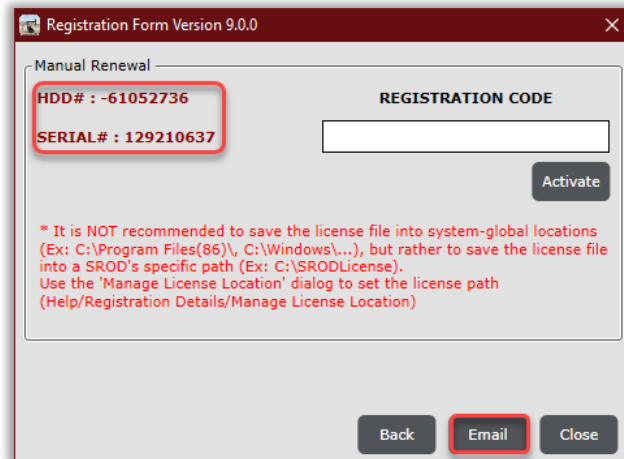 Registration Form Version 9.0.0
Manual Renewal
HDD# : -61052736
REGISTRATION CODE
SERIAL# : 129210637
Activate
* It is NOT recommended to save the license file into system-global locations
(Ex: C:\Program Files(86)\, C:\Windows\...), but rather to save the license file
into a SROD's specific path (Ex: C:\SRODLicense).
Use the 'Manage License Location' dialog to set the license path
(Help/Registration Details/Manage License Location)
Back Email Close